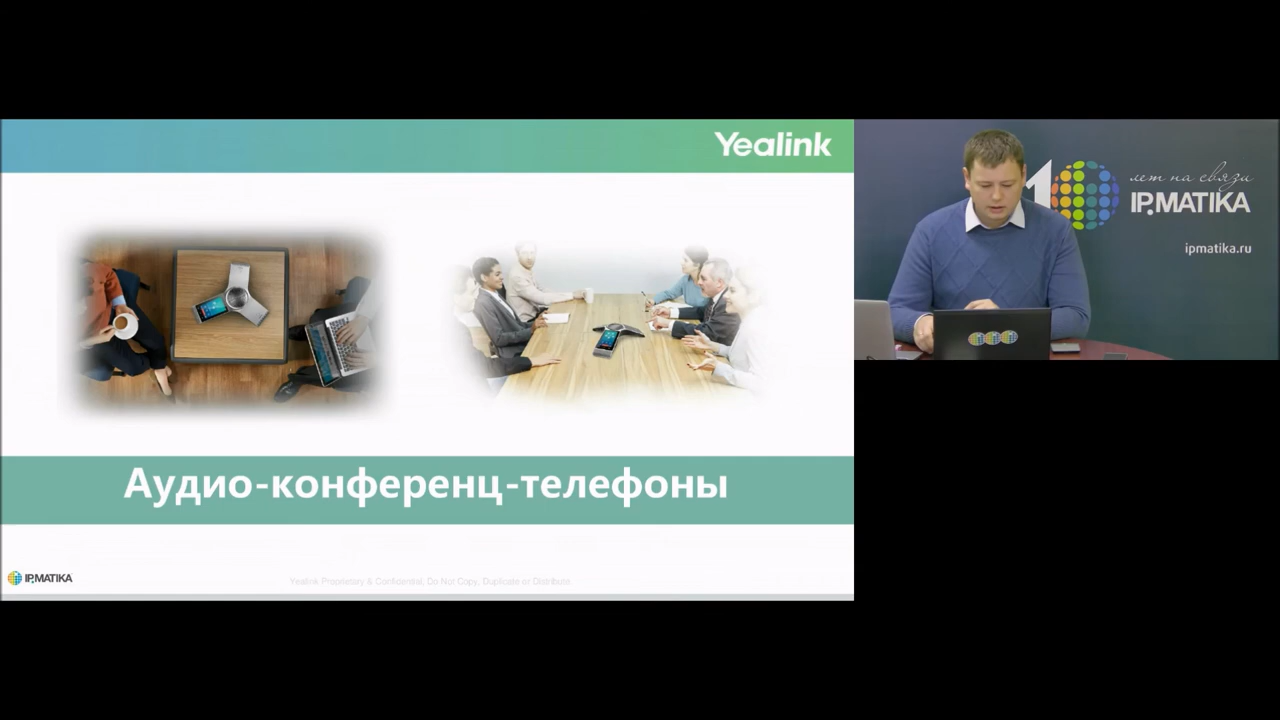 Yealink
Аудио-конференц-телефоны
IP.MATIKA
Yealink Proprietary & Confidential, Do Not Copy, Duplicate or Distribute
10 лет на связи
IP.MATIKA
ipmatika.ru